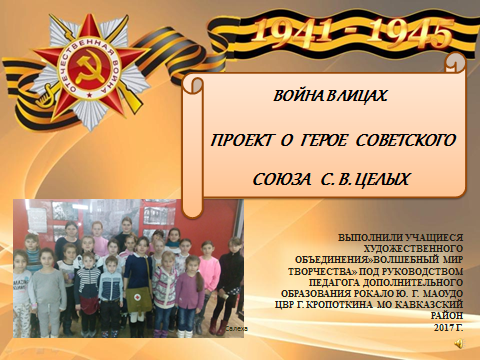 1941 - 1945
ОТЕЧЕСТВЕННАЯ ВОЙНА
ВОЙНА В ЛИЦАХ.
ПРОЕКТ О ГЕРОЕ СОВЕТСКОГО
СОЮЗА С. В. ЦЕЛЫХ
ВЫПОЛНИЛИ УЧАЩИЕСЯ
ХУДОЖЕСТВЕННОГО
ОБЪЕДИНЕНИЯ»ВОЛШЕБНЫЙ МИР
ТВОРЧЕСТВА» ПОД РУКОВОДСТВОМ
ПЕДАГОГА ДОПОЛНИТЕЛЬНОГО
ОБРАЗОВАНИЯ РОКАЛО Ю. Г. МАОУДО
ЦВР Г. КРОПОТКИНА МО КАВКАЗСКИЙ
РАЙОН
2017 Г.
Салеха